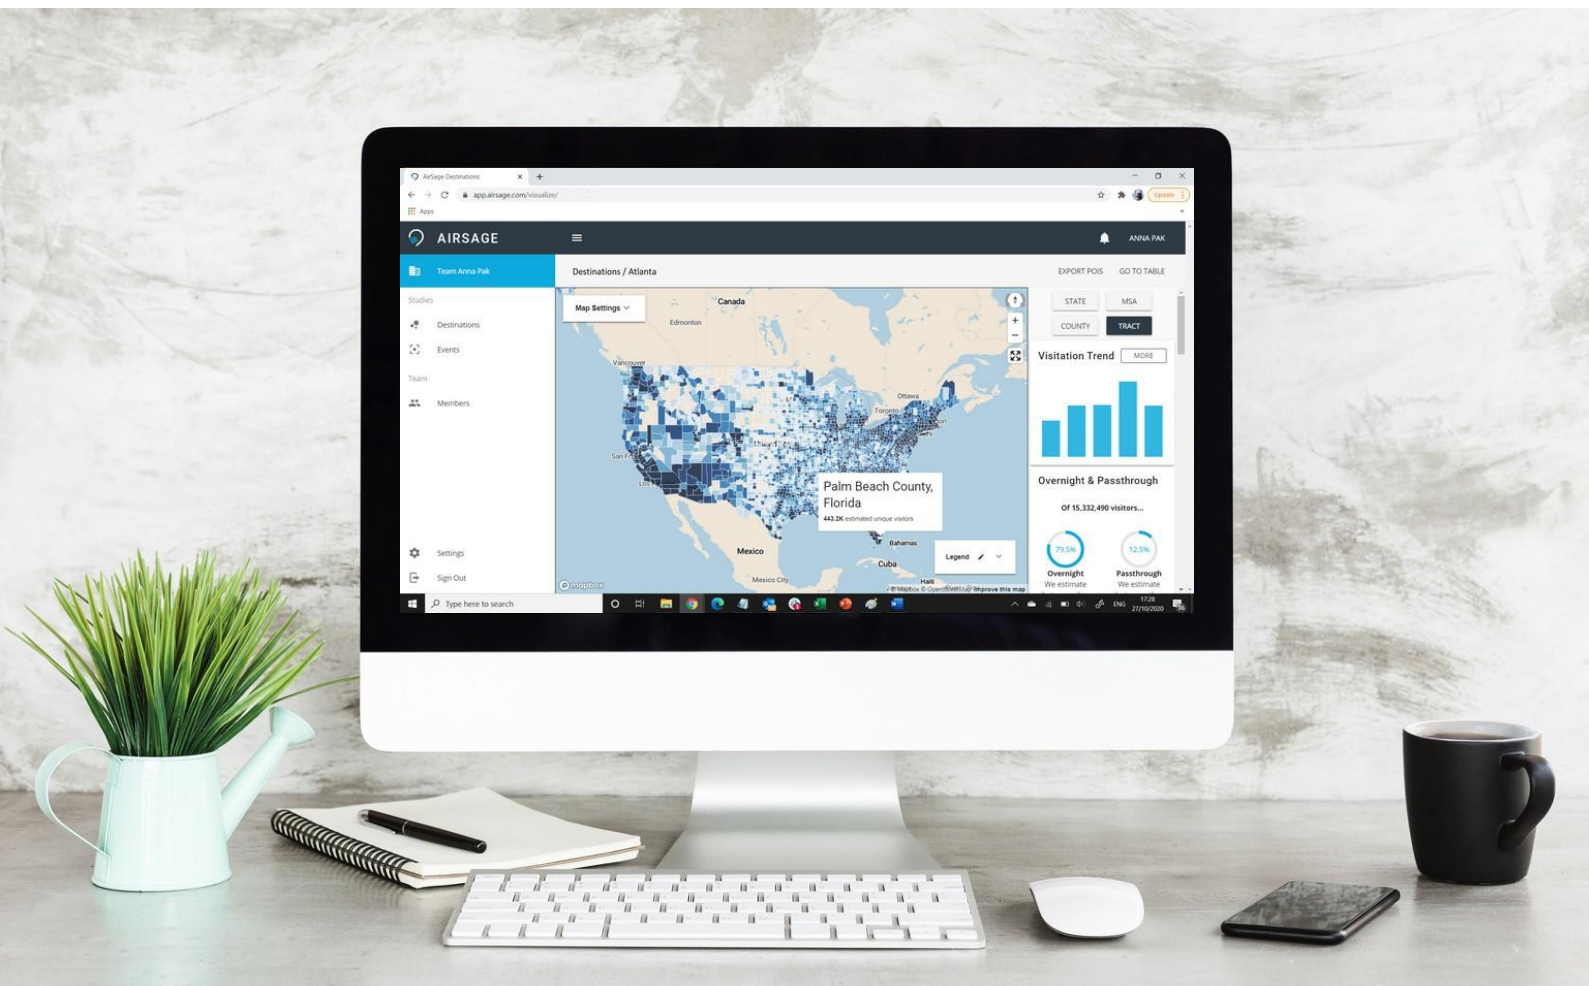 AirSage Destinations
app.airsage.com/visualize/
Update
Apps
AIRSAGE
ANNA PAK
Team Anna Pak
Destinations / Atlanta
EXPORT POIS
GO TO TABLE
Studies
Destinations
Events
Team
Members
Settings
Sign Out
Map Settings
Canada
Edmonton
Vancouver
Ottawa
Toronto
United
San F
Los
Palm Beach County,
Florida
443.2K estimated unique visitors
Mexico
Bahamas
Cuba
Mexico City
Haiti
Legend
mapbox
© Mapbox © OpenStreetMap Improve this map
STATE
MSA
COUNTY
TRACT
Visitation Trend
MORE
Overnight & Passthrough
Of 15,332,490 visitors...
79.5%
12.5%
Overnight
Passthrough
We estimate
We estimate
Type here to search
ENG
17:28
27/10/2020